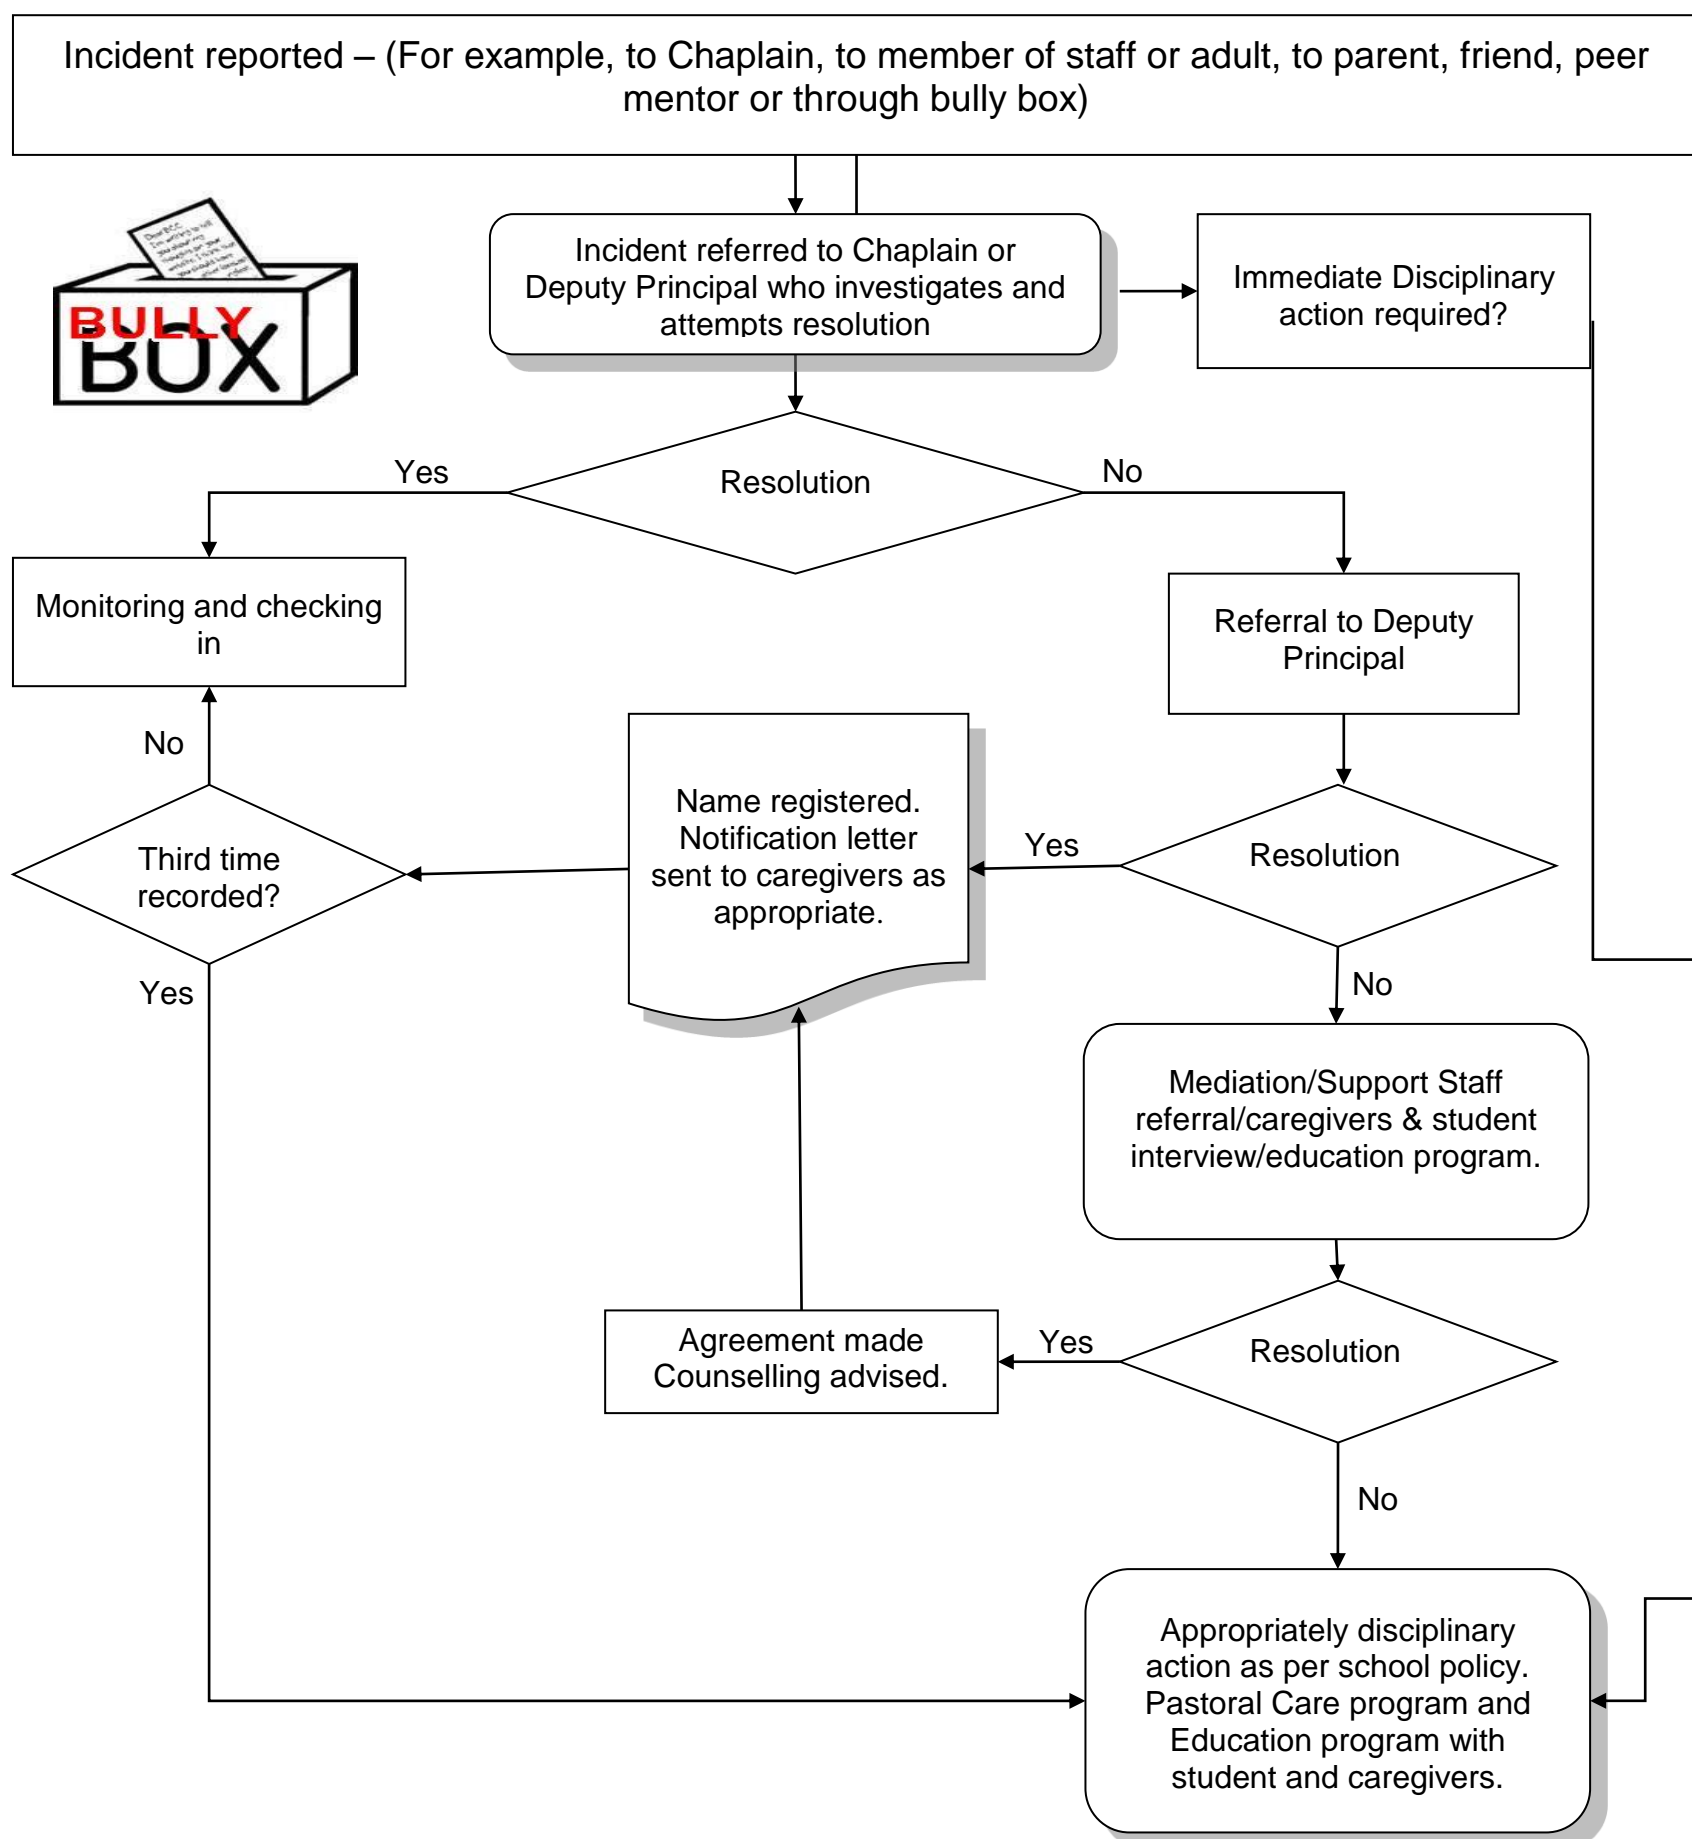 Incident reported – (For example, to Chaplain, to member of staff or adult, to parent, friend, peer
mentor or through bully box)
Incident referred to Chaplain or
Deputy Principal who investigates and
attempts resolution
Immediate Disciplinary
action required?
BULLY
BOX
Yes
Resolution
No
Monitoring and checking
in
Referral to Deputy
Principal
No
Name registered.
Notification letter
sent to caregivers as
appropriate.
Yes
Resolution
Third time
recorded?
Yes
No
Mediation/Support Staff
referral/caregivers & student
interview/education program.
Agreement made
Counselling advised.
Yes
Resolution
No
Appropriately disciplinary
action as per school policy.
Pastoral Care program and
Education program with
student and caregivers.